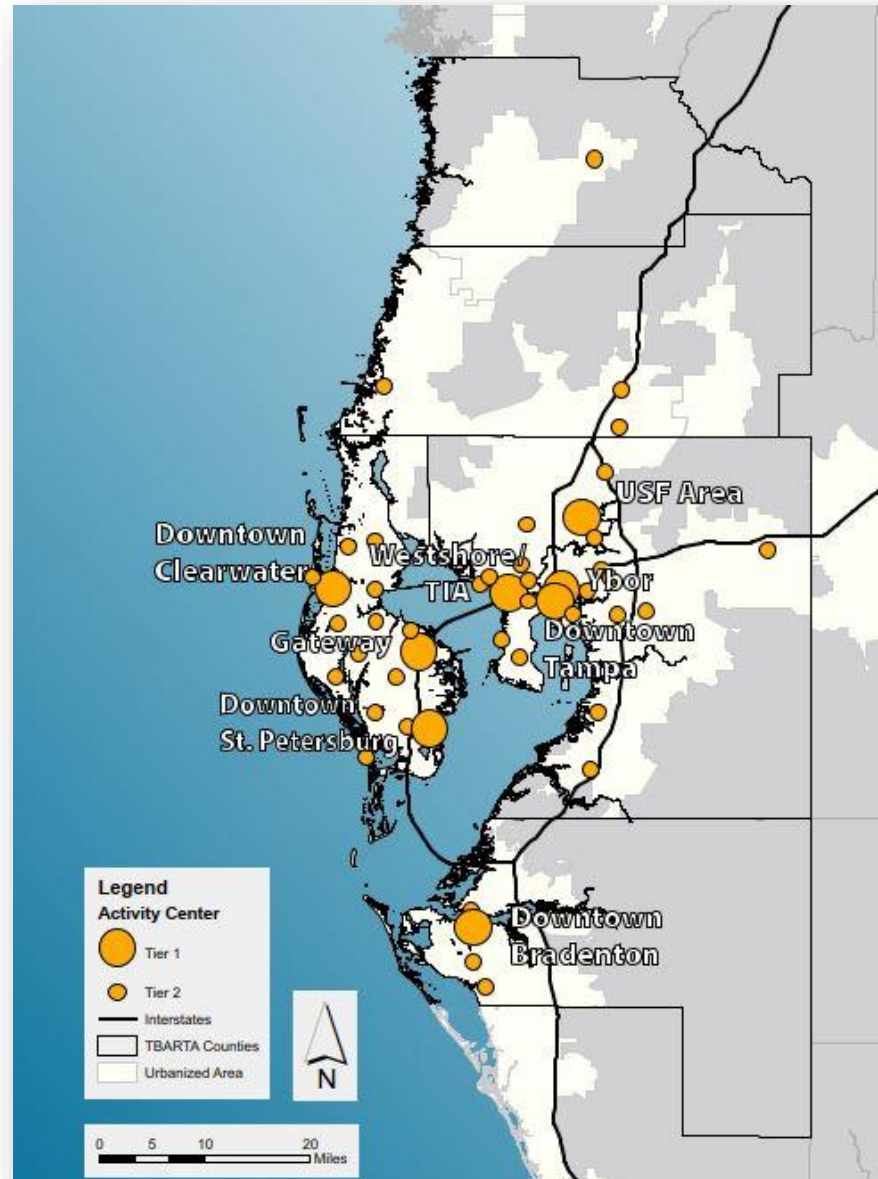 USF Area
Downtown
Clearwater
Westshore/
TIA
Ybor
Gateway
Downtown
Tampa
Downtown
St. Petersburg
Downtown
Bradenton
Legend
Activity Center
Tier 1
Tier 2
Interstates
TBARTA Counties
Urbanized Area
N
0 5 10 20
Miles